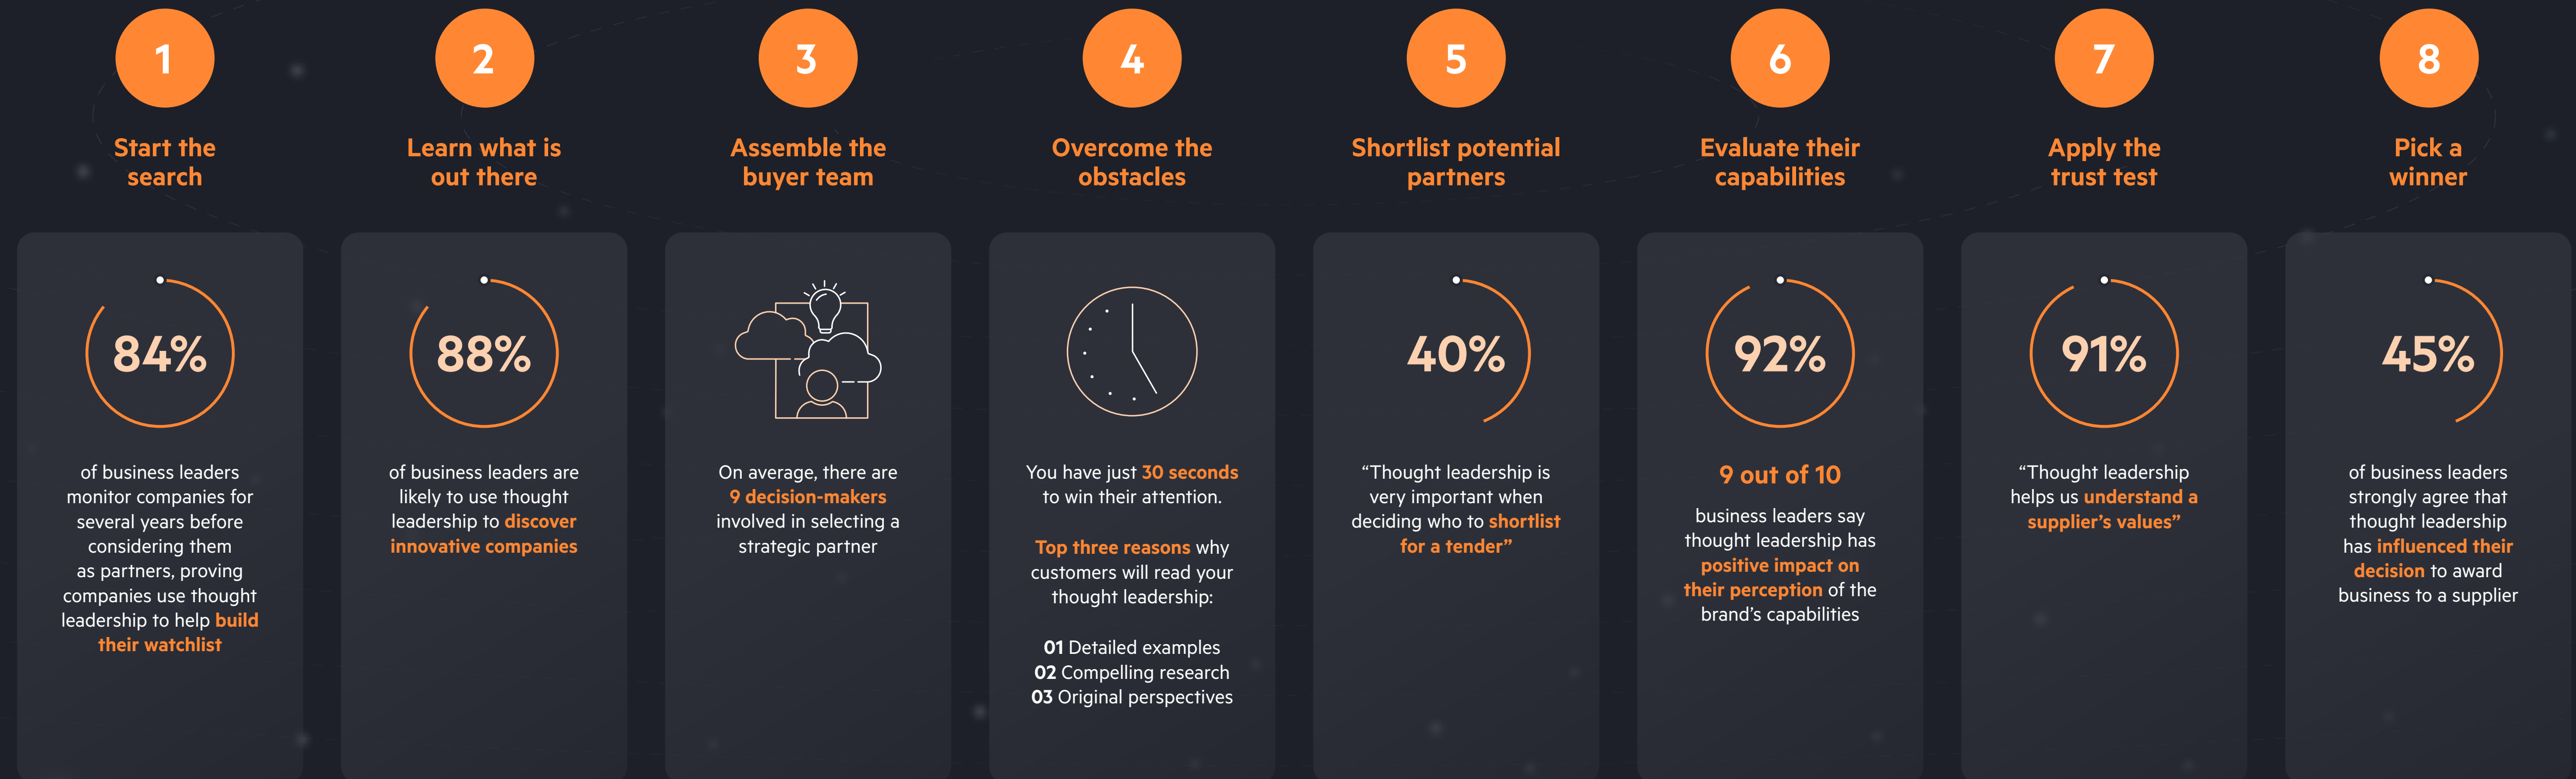 1
Start the
search
84%
of business leaders
monitor companies for
several years before
considering them
as partners, proving
companies use thought
leadership to help build
their watchlist
2
Learn what is
out there
88%
of business leaders are
likely to use thought
leadership to discover
innovative companies
3
Assemble the
buyer team
On average, there are
9 decision-makers
involved in selecting a
strategic partner
4
Overcome the
obstacles
You have just 30 seconds
to win their attention.
Top three reasons why
customers will read your
thought leadership:
01 Detailed examples
02 Compelling research
03 Original perspectives
5
Shortlist potential
partners
40%
“Thought leadership is
very important when
deciding who to shortlist
for a tender”
6
Evaluate their
capabilities
92%
9 out of 10
business leaders say
thought leadership has
positive impact on
their perception of the
brand’s capabilities
7
Apply the
trust test
91%
“Thought leadership
helps us understand a
supplier’s values”
8
Pick a
winner
45%
of business leaders
strongly agree that
thought leadership
has influenced their
decision to award
business to a supplier